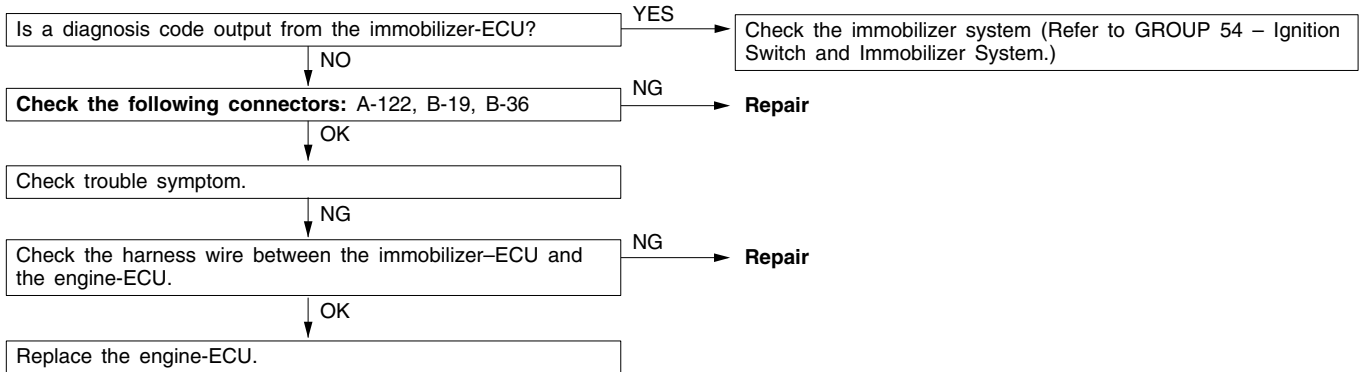 Is a diagnosis code output from the immobilizer-ECU?
YES
Check the immobilizer system (Refer to GROUP 54 – Ignition
Switch and Immobilizer System.)
NO
Check the following connectors: A-122, B-19, B-36
NG
Repair
OK
Check trouble symptom.
NG
Check the harness wire between the immobilizer–ECU and
the engine-ECU.
NG
Repair
OK
Replace the engine-ECU.